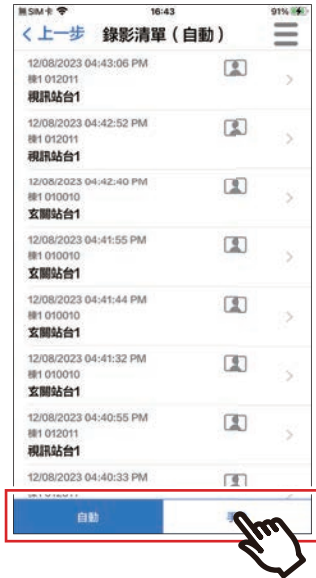 無SIM卡 16:43 91%
上一步 錄影清單（自動）
12/08/2023 04:43:06 PM
棟1 012011
視訊站台1
12/08/2023 04:42:52 PM
棟1 012011
視訊站台1
12/08/2023 04:42:40 PM
棟1 010010
玄關站台1
12/08/2023 04:41:55 PM
棟1 010010
玄關站台1
12/08/2023 04:41:44 PM
棟1 010010
玄關站台1
12/08/2023 04:41:32 PM
棟1 010010
玄關站台1
12/08/2023 04:40:55 PM
棟1 012011
視訊站台1
12/08/2023 04:40:33 PM
自動